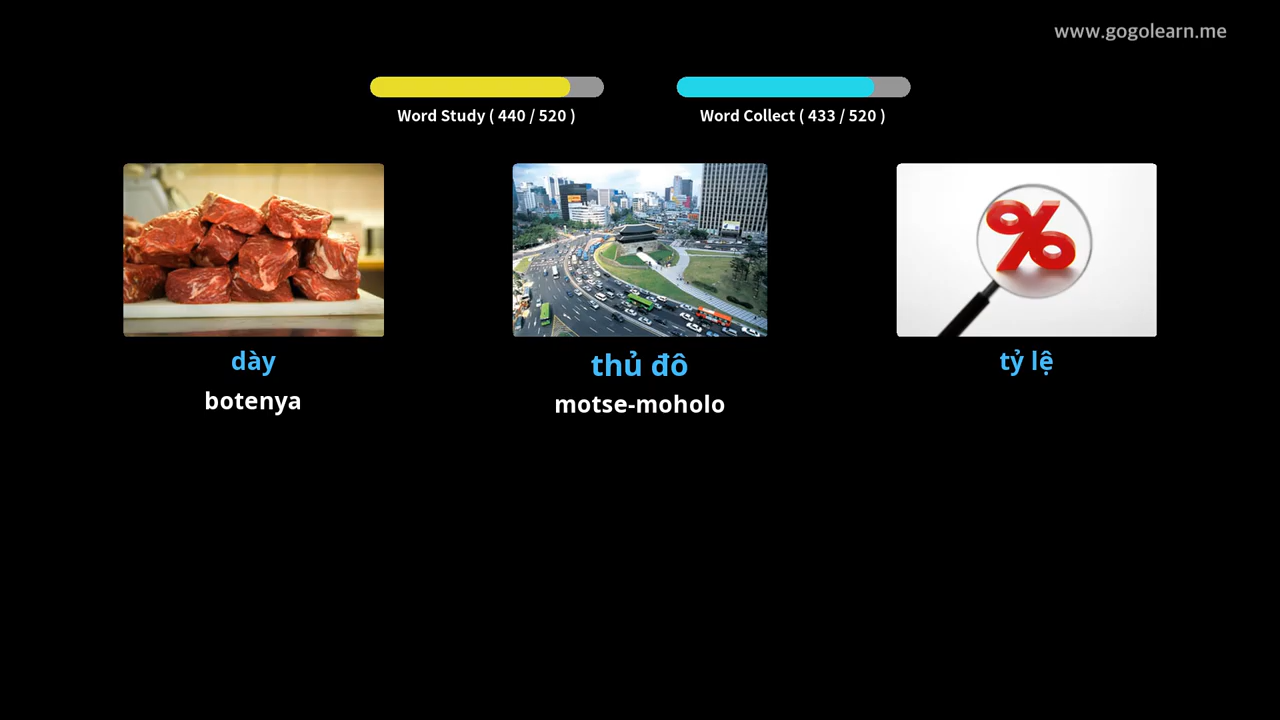 www.gogolearn.me
Word Study ( 440 / 520 )
Word Collect ( 433 / 520 )
dày
thủ đô
tỷ lệ
botenya
motse-moholo
%